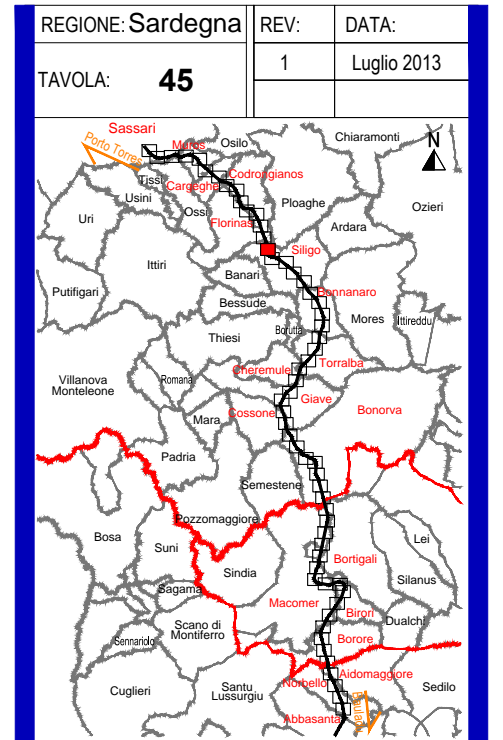 REGIONE: Sardegna
REV:
DATA:
TAVOLA: 45
1
Luglio 2013
Sassari
Porto Torres
Muros
Osilo
Chiaramonti
N
Tissi
Cargeghe
Codrongianos
Usini
Ossi
Ploaghe
Ozieri
Uri
Florinas
Ardara
Siligo
Ittiri
Banari
Putifigari
Bonnanaro
Bessude
Mores
Ittireddu
Thiesi
Borutta
Torralba
Cheremule
Villanova
Monteleone
Romana
Giave
Cossone
Bonorva
Mara
Padria
Semestene
Pozzomaggiore
Bosa
Suni
Lei
Bortigali
Sindia
Silanus
Sagama
Macomer
Birori
Dualchi
Scano di
Montiferro
Sennariolo
Borore
Aidomaggiore
Norbello
Cuglieri
Santu
Lussurgiu
Sedilo
Abbasanta